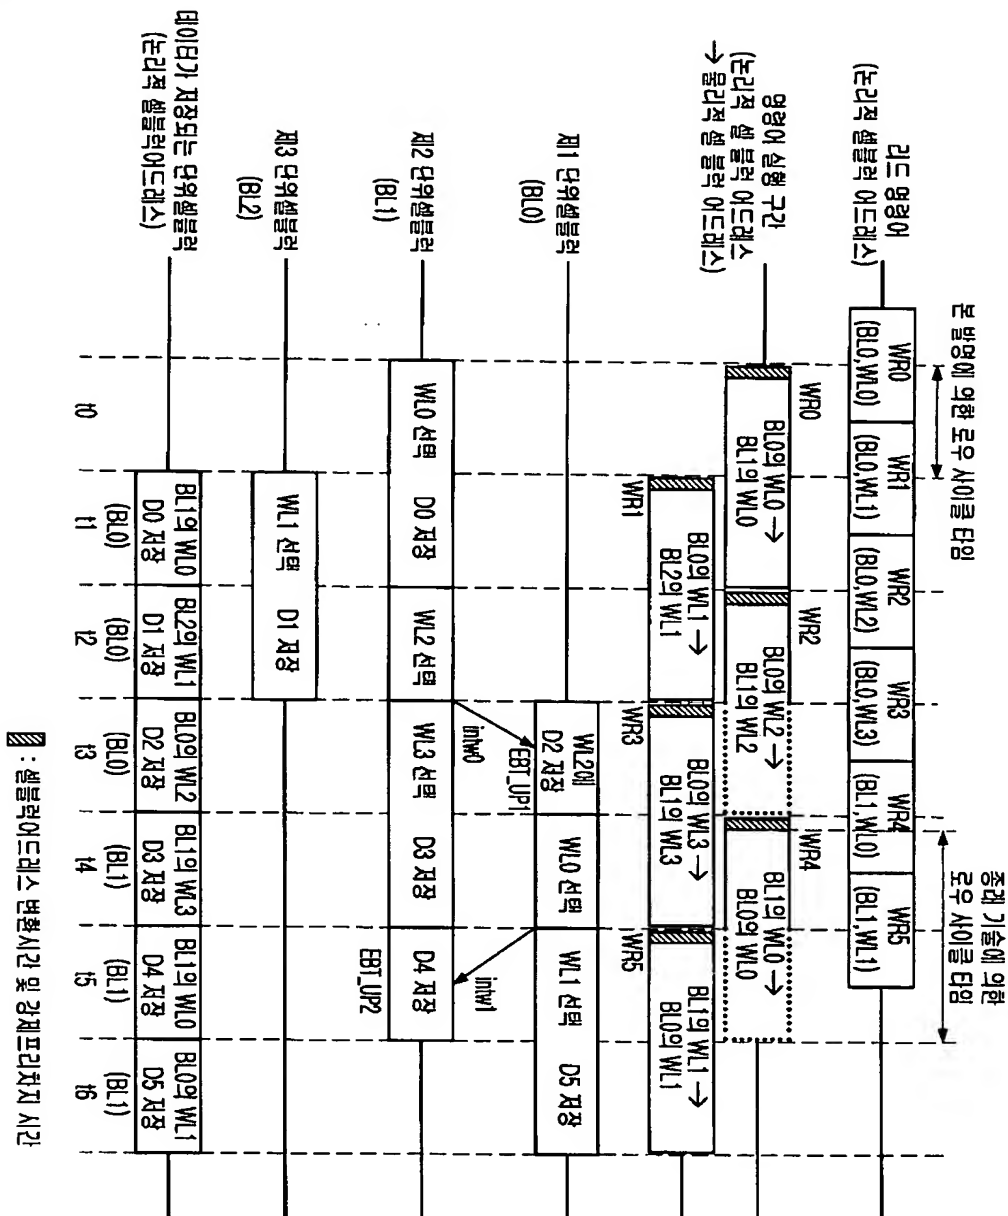 본 발명에 의한 로우 사이클 타임
종래 기술에 의한
로우 사이클 타임
리드 명령어
(논리적 셀블럭어드레스)
WR0
(BL0,WL0)
WR1
(BL0,WL1)
WR2
(BL0,WL2)
WR3
(BL0,WL3)
WR4
(BL1,WL0)
WR5
(BL1,WL1)
명령어 실행 구간
(논리적 셀 블럭 어드레스
→ 물리적 셀 블럭 어드레스)
WR0
BL0의 WL0 →
BL1의 WL0
WR2
BL0의 WL2 →
BL1의 WL2
WR4
BL1의 WL0 →
BL0의 WL0
WR1
BL0의 WL1 →
BL2의 WL1
WR3
BL0의 WL3 →
BL1의 WL3
WR5
BL1의 WL1 →
BL0의 WL1
제1 단위셀블럭
(BL0)
WL2에
D2 저장
WL0 선택
WL1 선택
D5 저장
EBT_UP1
intw0
intw1
제2 단위셀블럭
(BL1)
WL0 선택
D0 저장
WL2 선택
WL3 선택
D3 저장
D4 저장
EBT_UP2
제3 단위셀블럭
(BL2)
WL1 선택
D1 저장
데이터가 저장되는 단위셀블럭
(논리적 셀블럭어드레스)
BL1의 WL0
D0 저장
BL2의 WL1
D1 저장
BL0의 WL2
D2 저장
BL1의 WL3
D3 저장
BL1의 WL0
D4 저장
BL0의 WL1
D5 저장
(BL0)
(BL0)
(BL0)
(BL1)
(BL1)
(BL1)
t0
t1
t2
t3
t4
t5
t6
: 셀블럭어드레스 변환시간 및 강제프리차지 시간